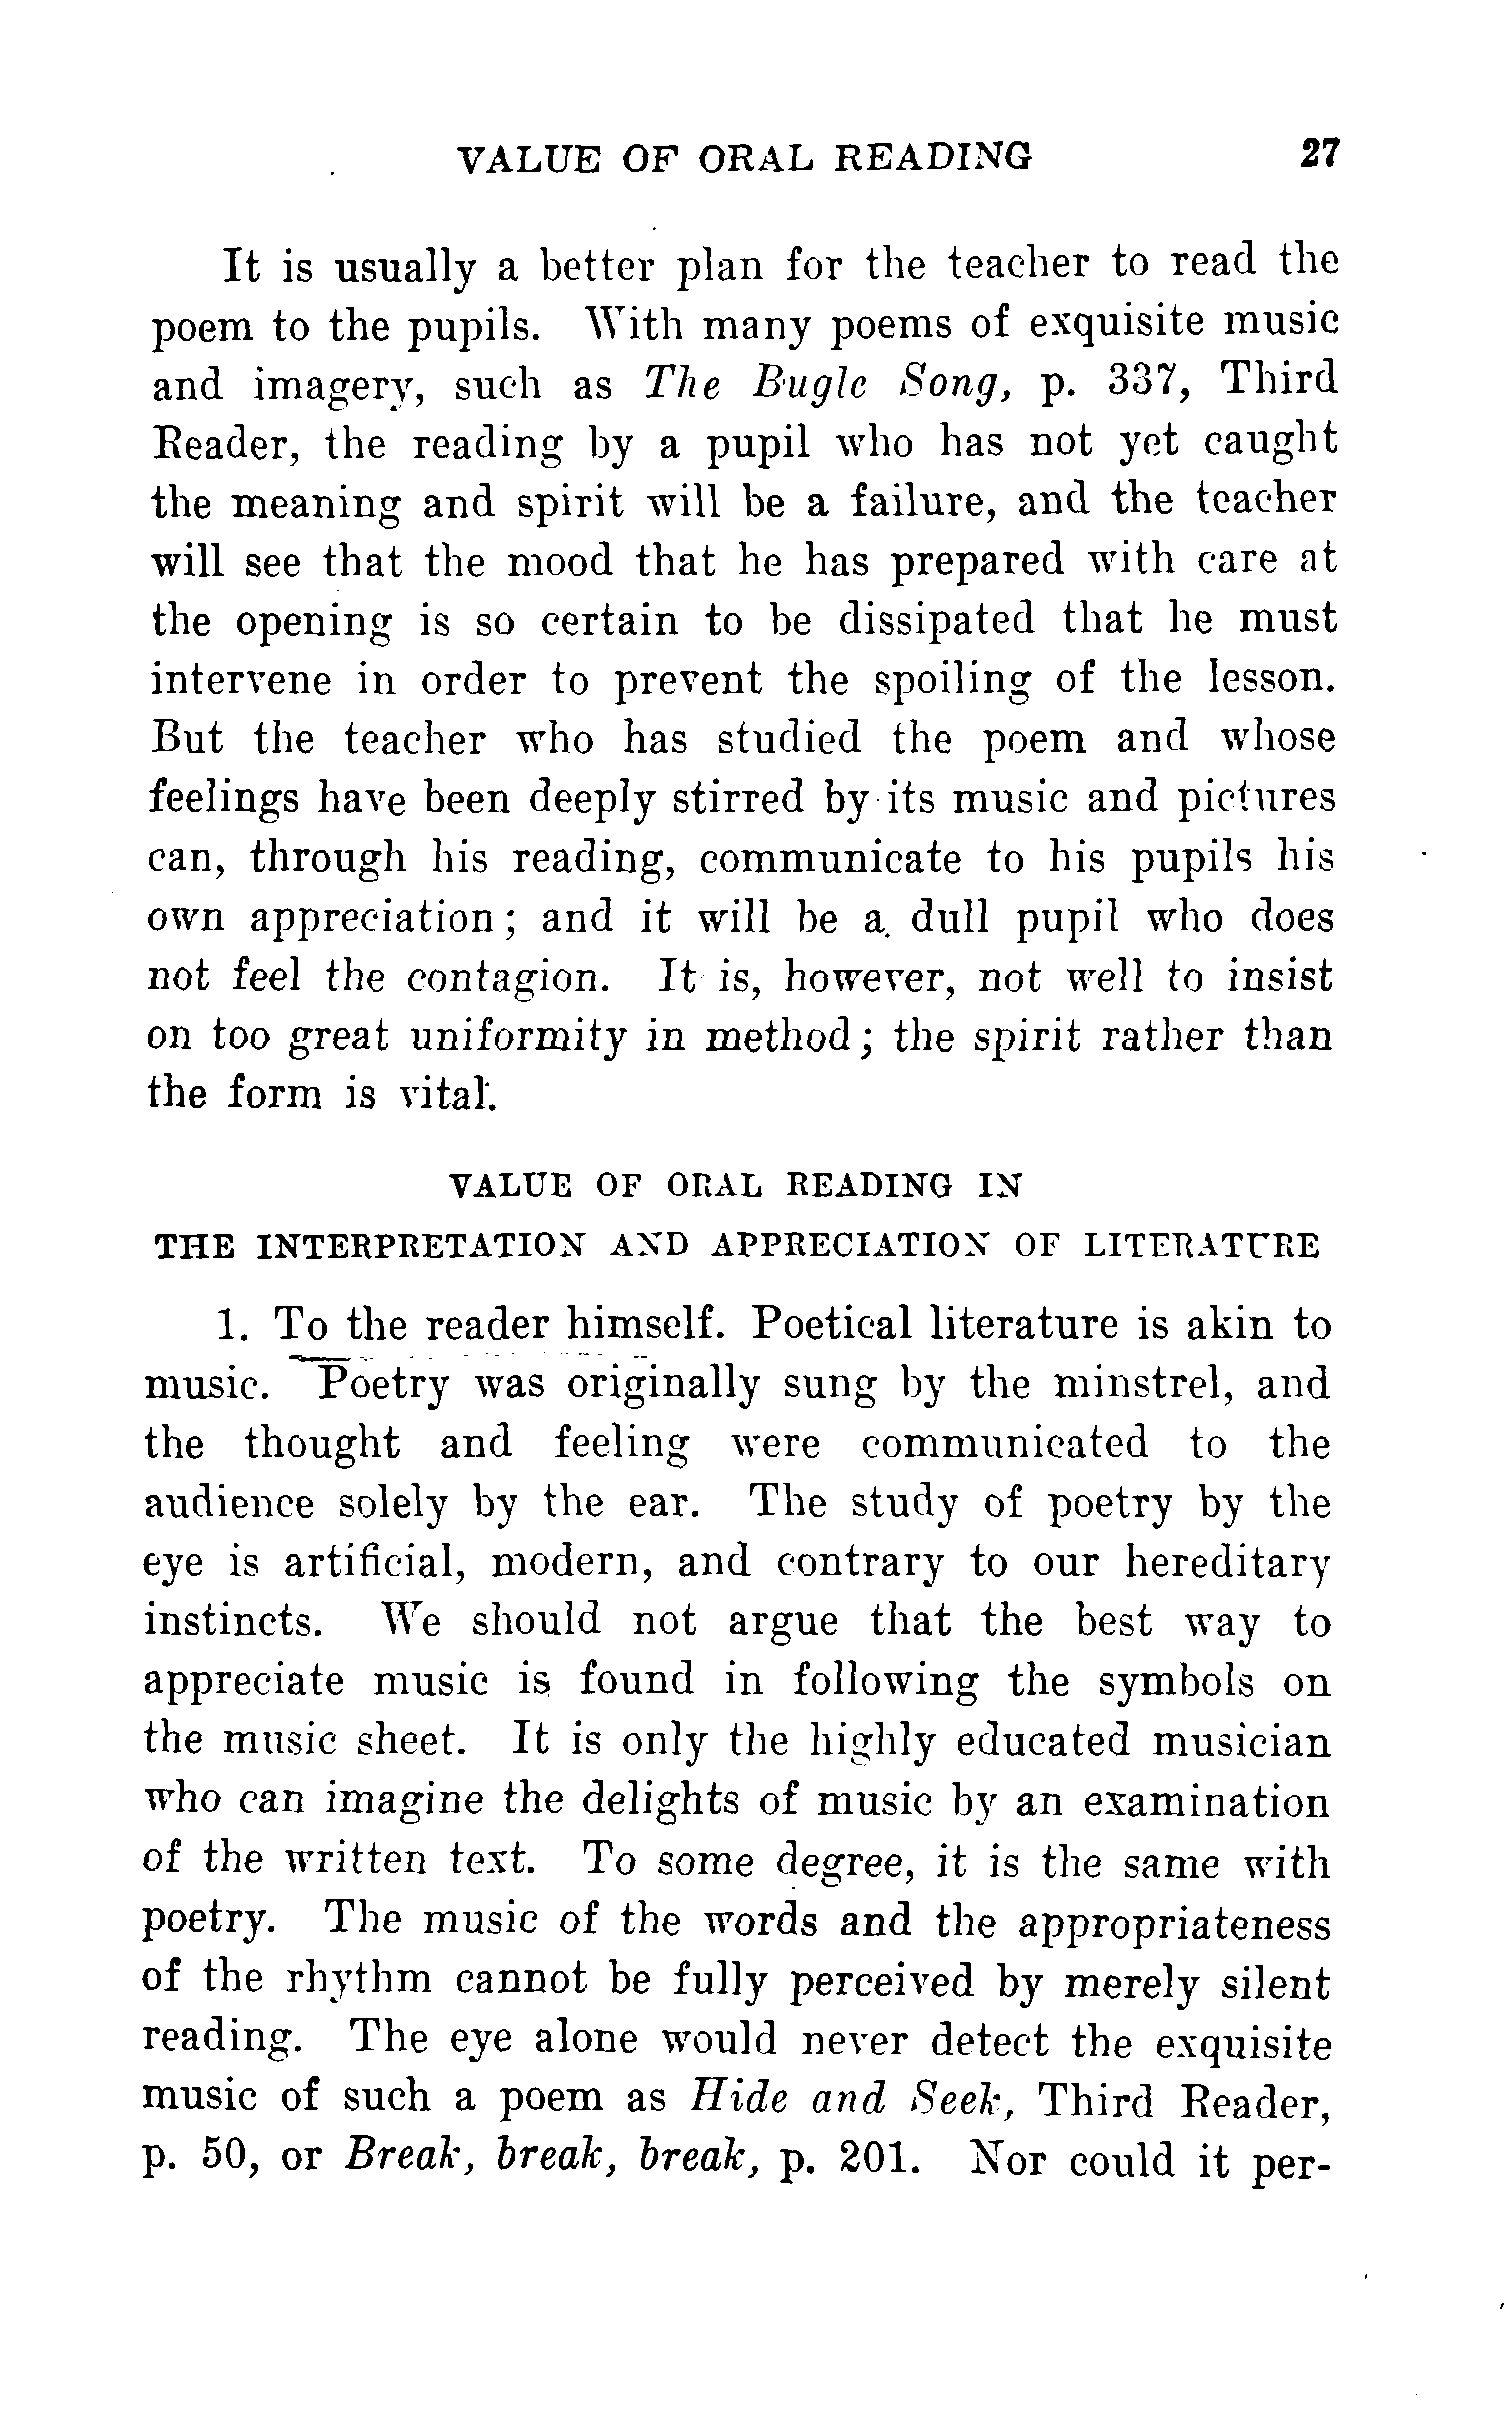 VALUE OF ORAL READING 27
It is usually a better plan for the teacher to read the
poem to the pupils. With many poems of exquisite music
and imagery, such as The Bugle Song, p. 337, Third
Reader, the reading by a pupil who has not yet caught
the meaning and spirit will be a failure, and the teacher
will see that the mood that he has prepared with care at
the opening is so certain to be dissipated that he must
intervene in order to prevent the spoiling of the lesson.
But the teacher who has studied the poem and whose
feelings have been deeply stirred by its music and pictures
can, through his reading, communicate to his pupils his
own appreciation; and it will be a dull pupil who does
not feel the contagion. It is, however, not well to insist
on too great uniformity in method; the spirit rather than
the form is vital.
VALUE OF ORAL READING IN
THE INTERPRETATION AND APPRECIATION OF LITERATURE
1. To the reader himself. Poetical literature is akin to
music. Poetry was originally sung by the minstrel, and
the thought and feeling were communicated to the
audience solely by the ear. The study of poetry by the
eye is artificial, modern, and contrary to our hereditary
instincts. We should not argue that the best way to
appreciate music is found in following the symbols on
the music sheet. It is only the highly educated musician
who can imagine the delights of music by an examination
of the written text. To some degree, it is the same with
poetry. The music of the words and the appropriateness
of the rhythm cannot be fully perceived by merely silent
reading. The eye alone would never detect the exquisite
music of such a poem as Hide and Seek, Third Reader,
p. 50, or Break, break, break, p. 201. Nor could it per-